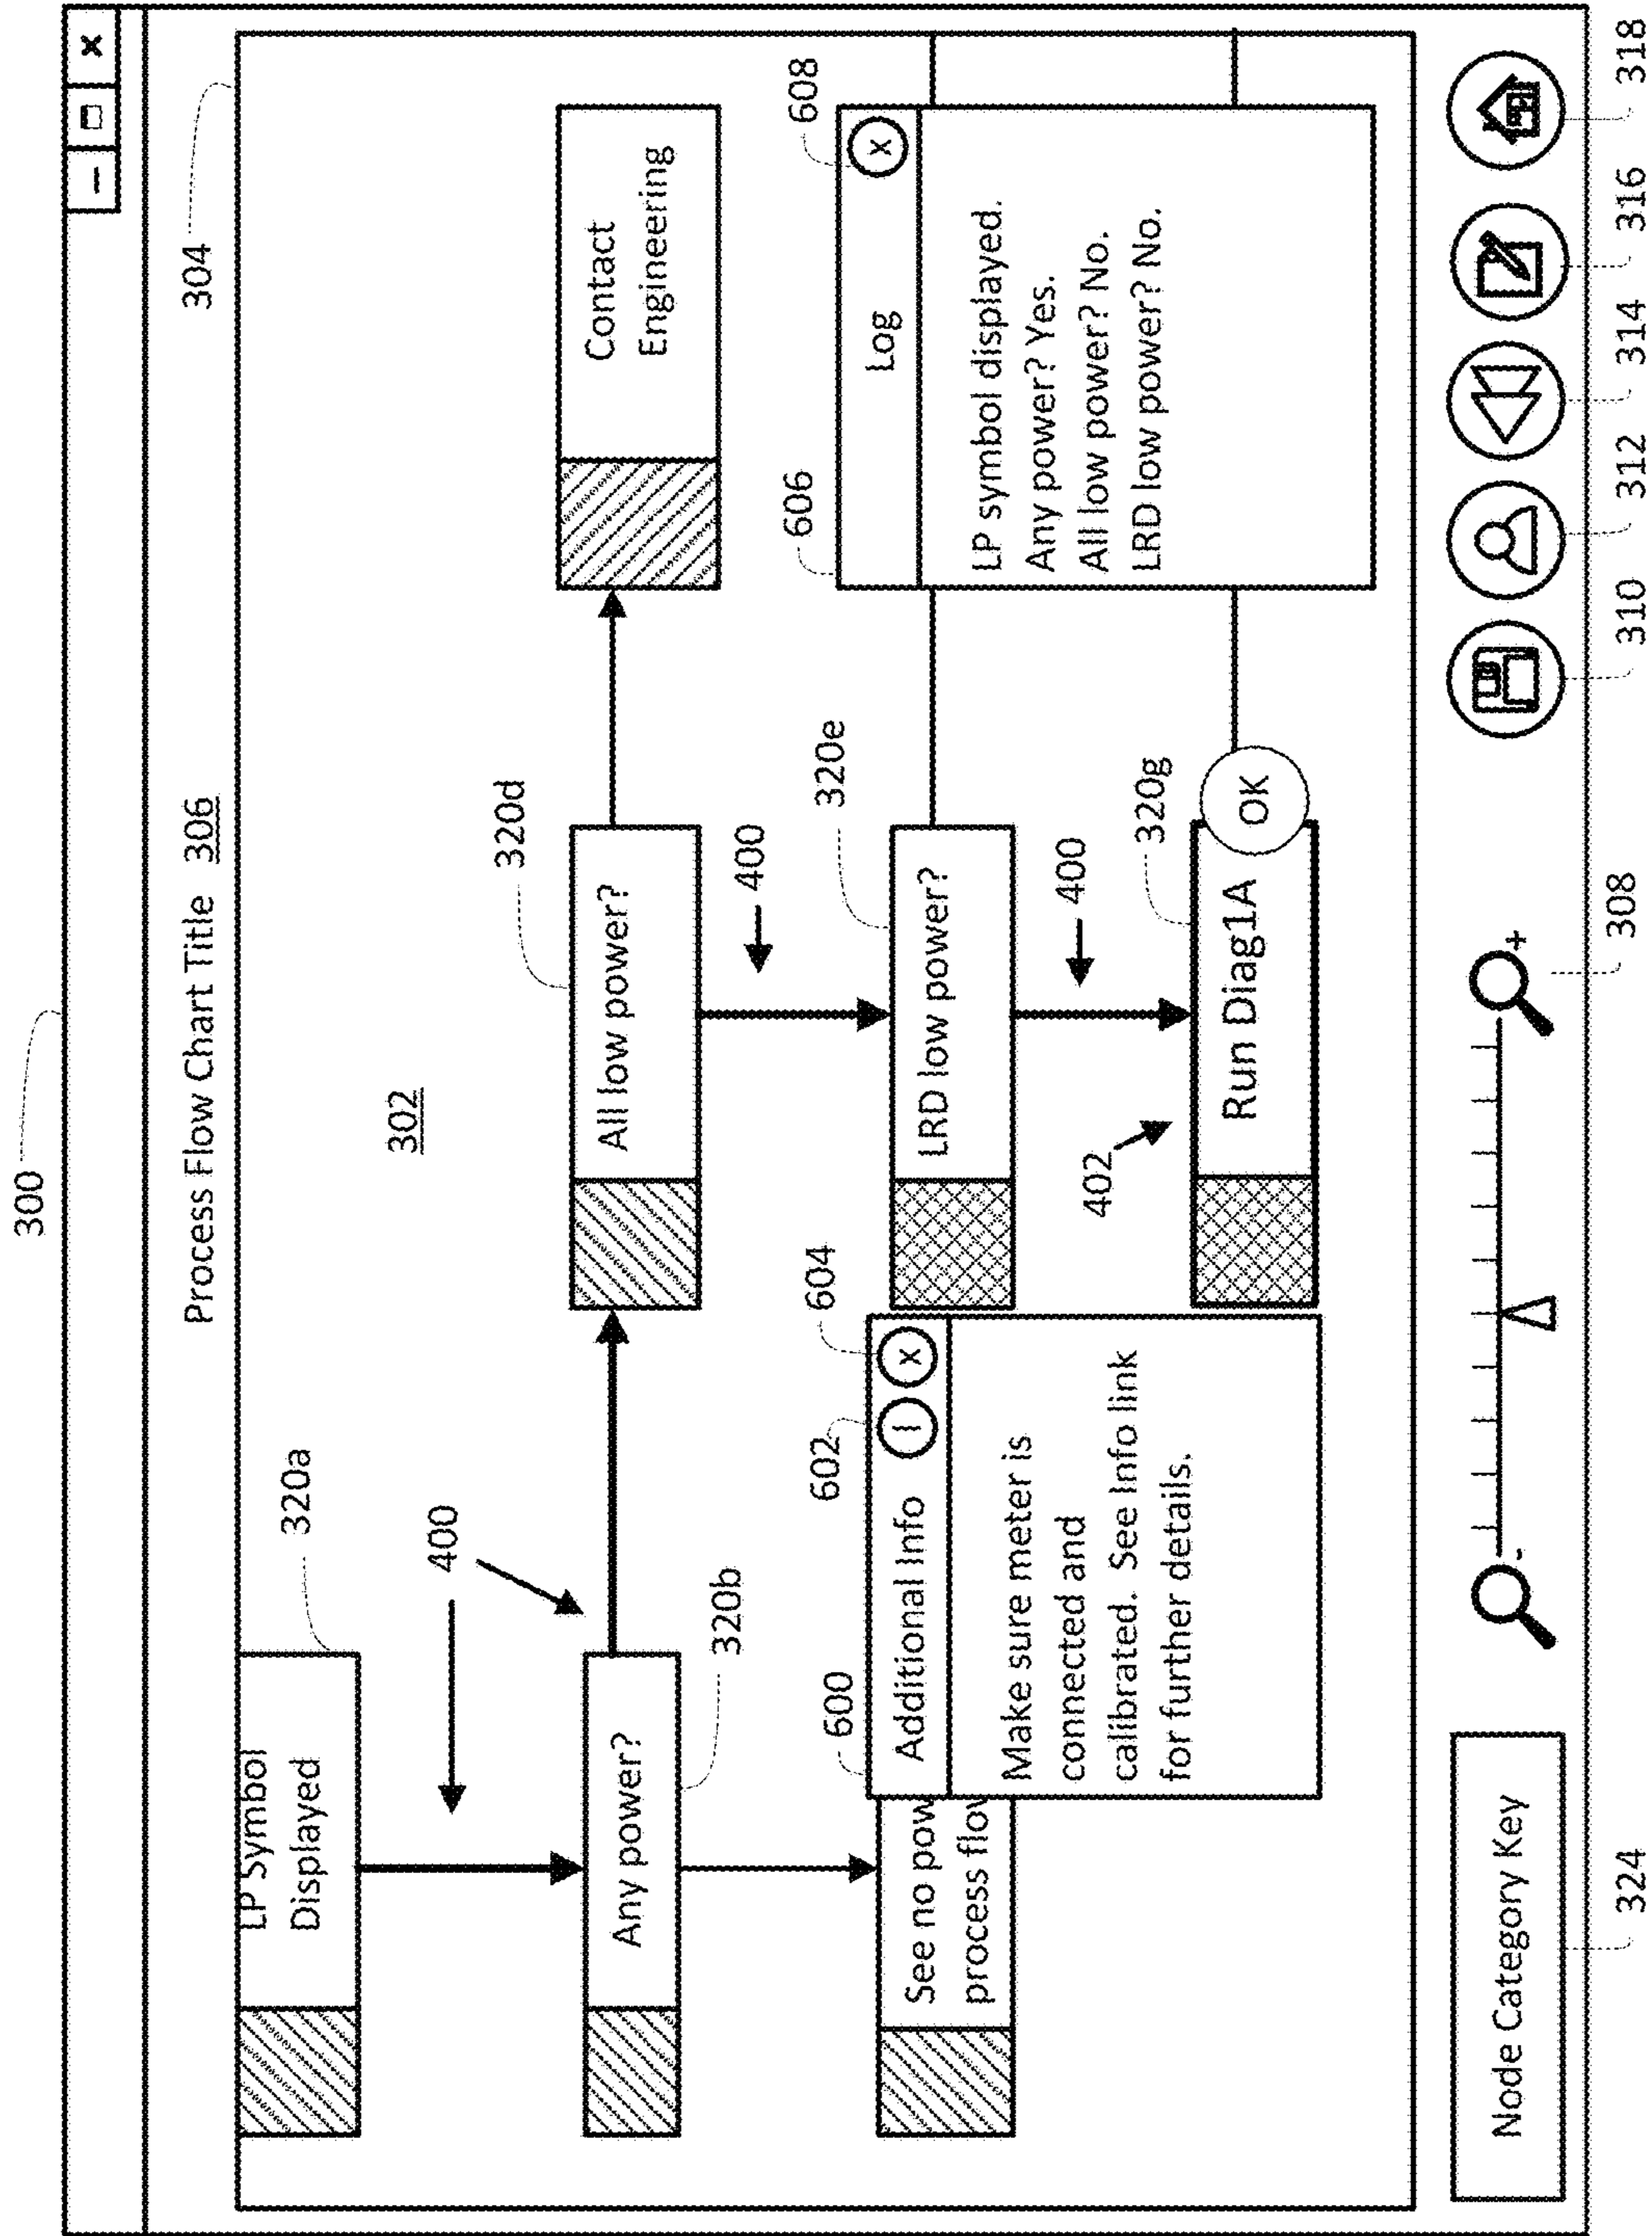 300
– □ x
Process Flow Chart Title 306
304
302
LP Symbol
Displayed
320a
400
Any power?
320b
All low power?
320d
Contact
Engineering
400
See no pow
process flov
600
Additional Info
I
X
602
604
Make sure meter is
connected and
calibrated. See Info link
for further details.
LRD low power?
320e
400
402
Run Diag1A
OK
320g
606
Log
X
608
LP symbol displayed.
Any power? Yes.
All low power? No.
LRD low power? No.
Node Category Key
324
-
+
308
310
312
314
316
318